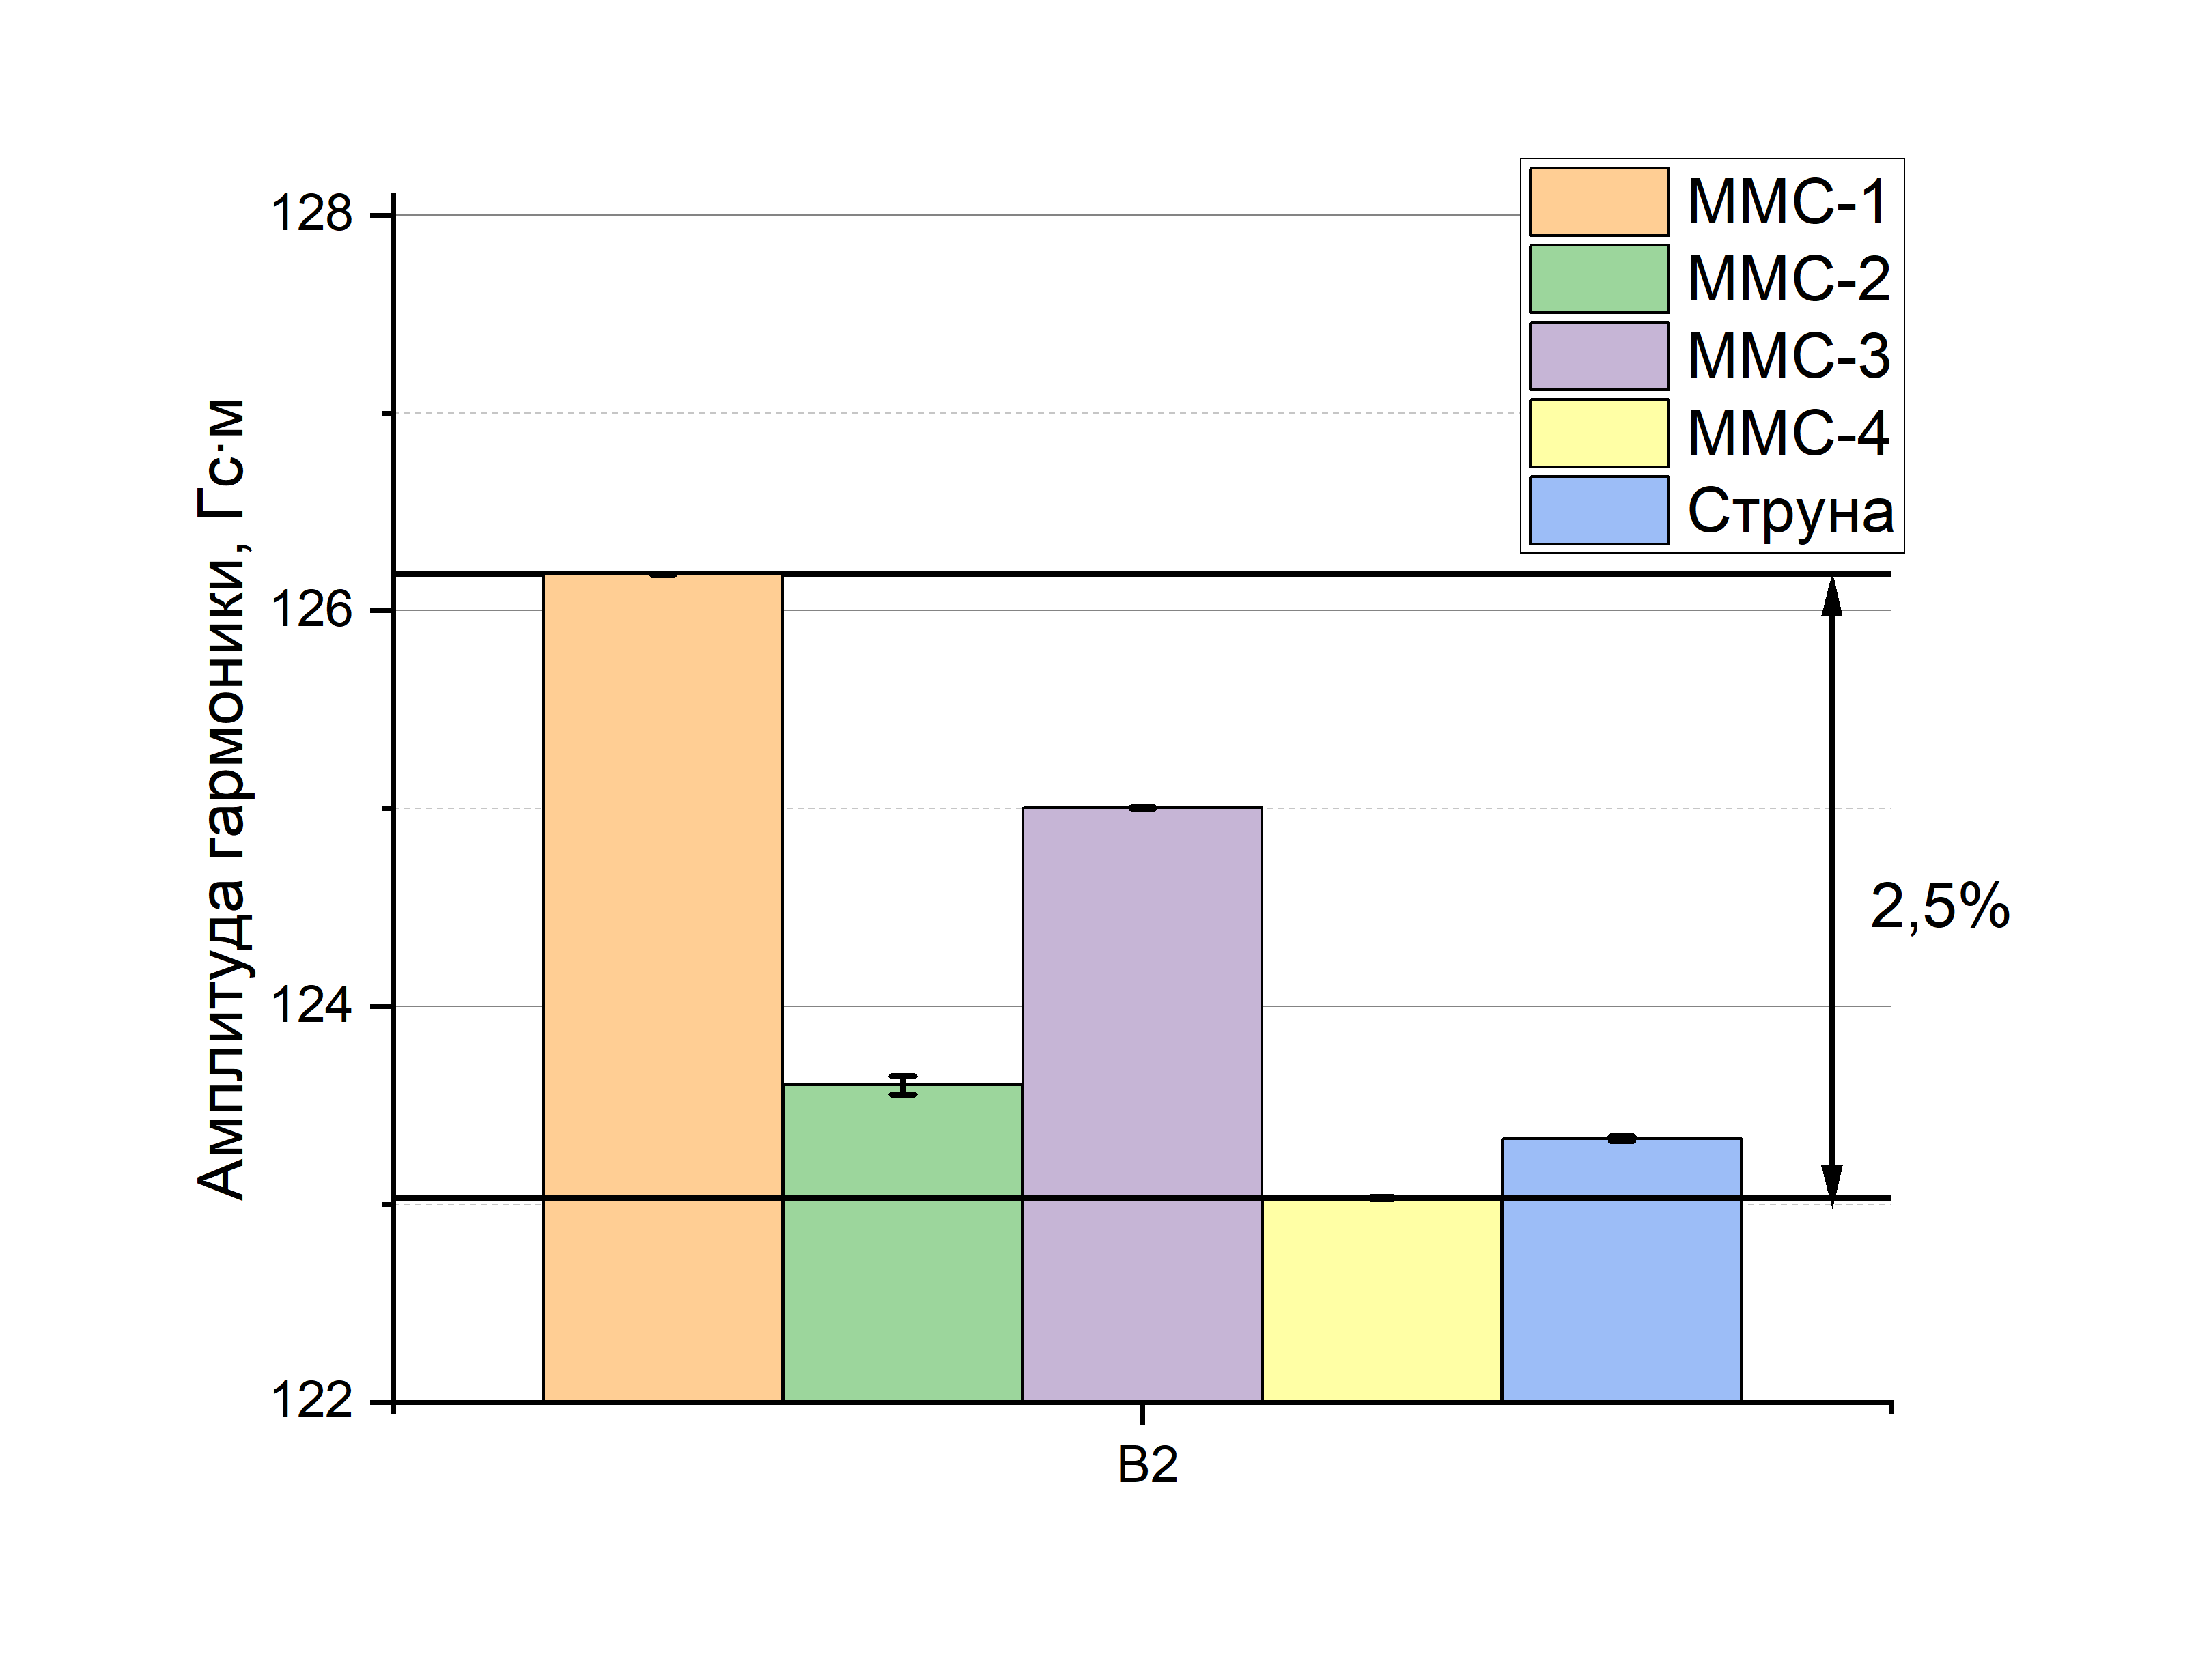 Амплитуда гармоники, Гс·м
128
126
124
122
B2
ММС-1
ММС-2
ММС-3
ММС-4
Струна
2,5%